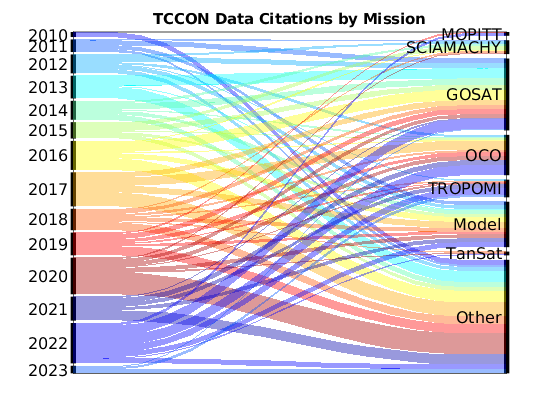 TCCON Data Citations by Mission
2010
2011
2012
2013
2014
2015
2016
2017
2018
2019
2020
2021
2022
2023
MOPITT
SCIAMACHY
GOSAT
OCO
TROPOMI
Model
TanSat
Other